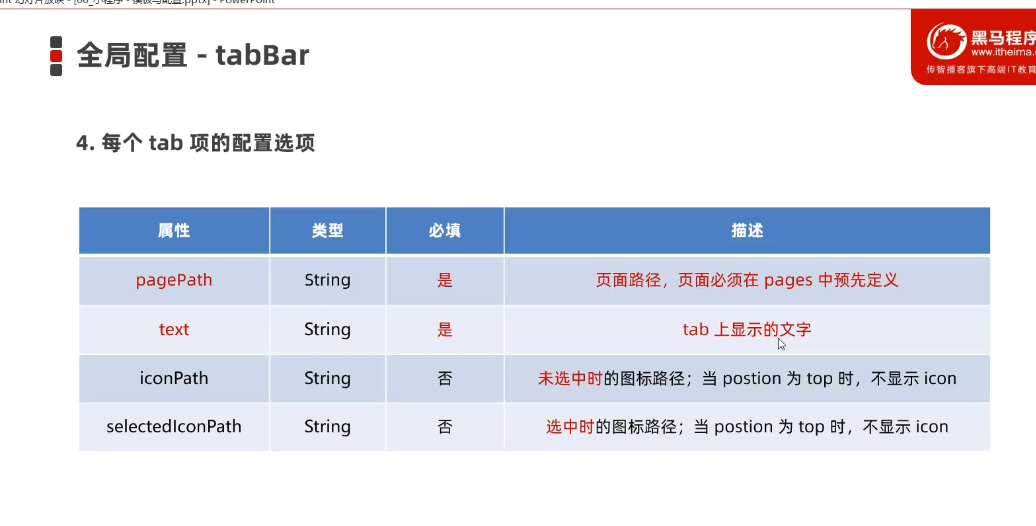 幻灯片放映 - [06_小程序 - 模板与配置.pptx] - PowerPoint
全局配置 - tabBar
黑马程序
www.itheima.
传智播客旗下高端IT教育
4. 每个 tab 项的配置选项
属性 类型 必填 描述
pagePath String 是 页面路径，页面必须在 pages 中预先定义
text String 是 tab 上显示的文字
iconPath String 否 未选中时的图标路径；当 postion 为 top 时，不显示 icon
selectedIconPath String 否 选中时的图标路径；当 postion 为 top 时，不显示 icon